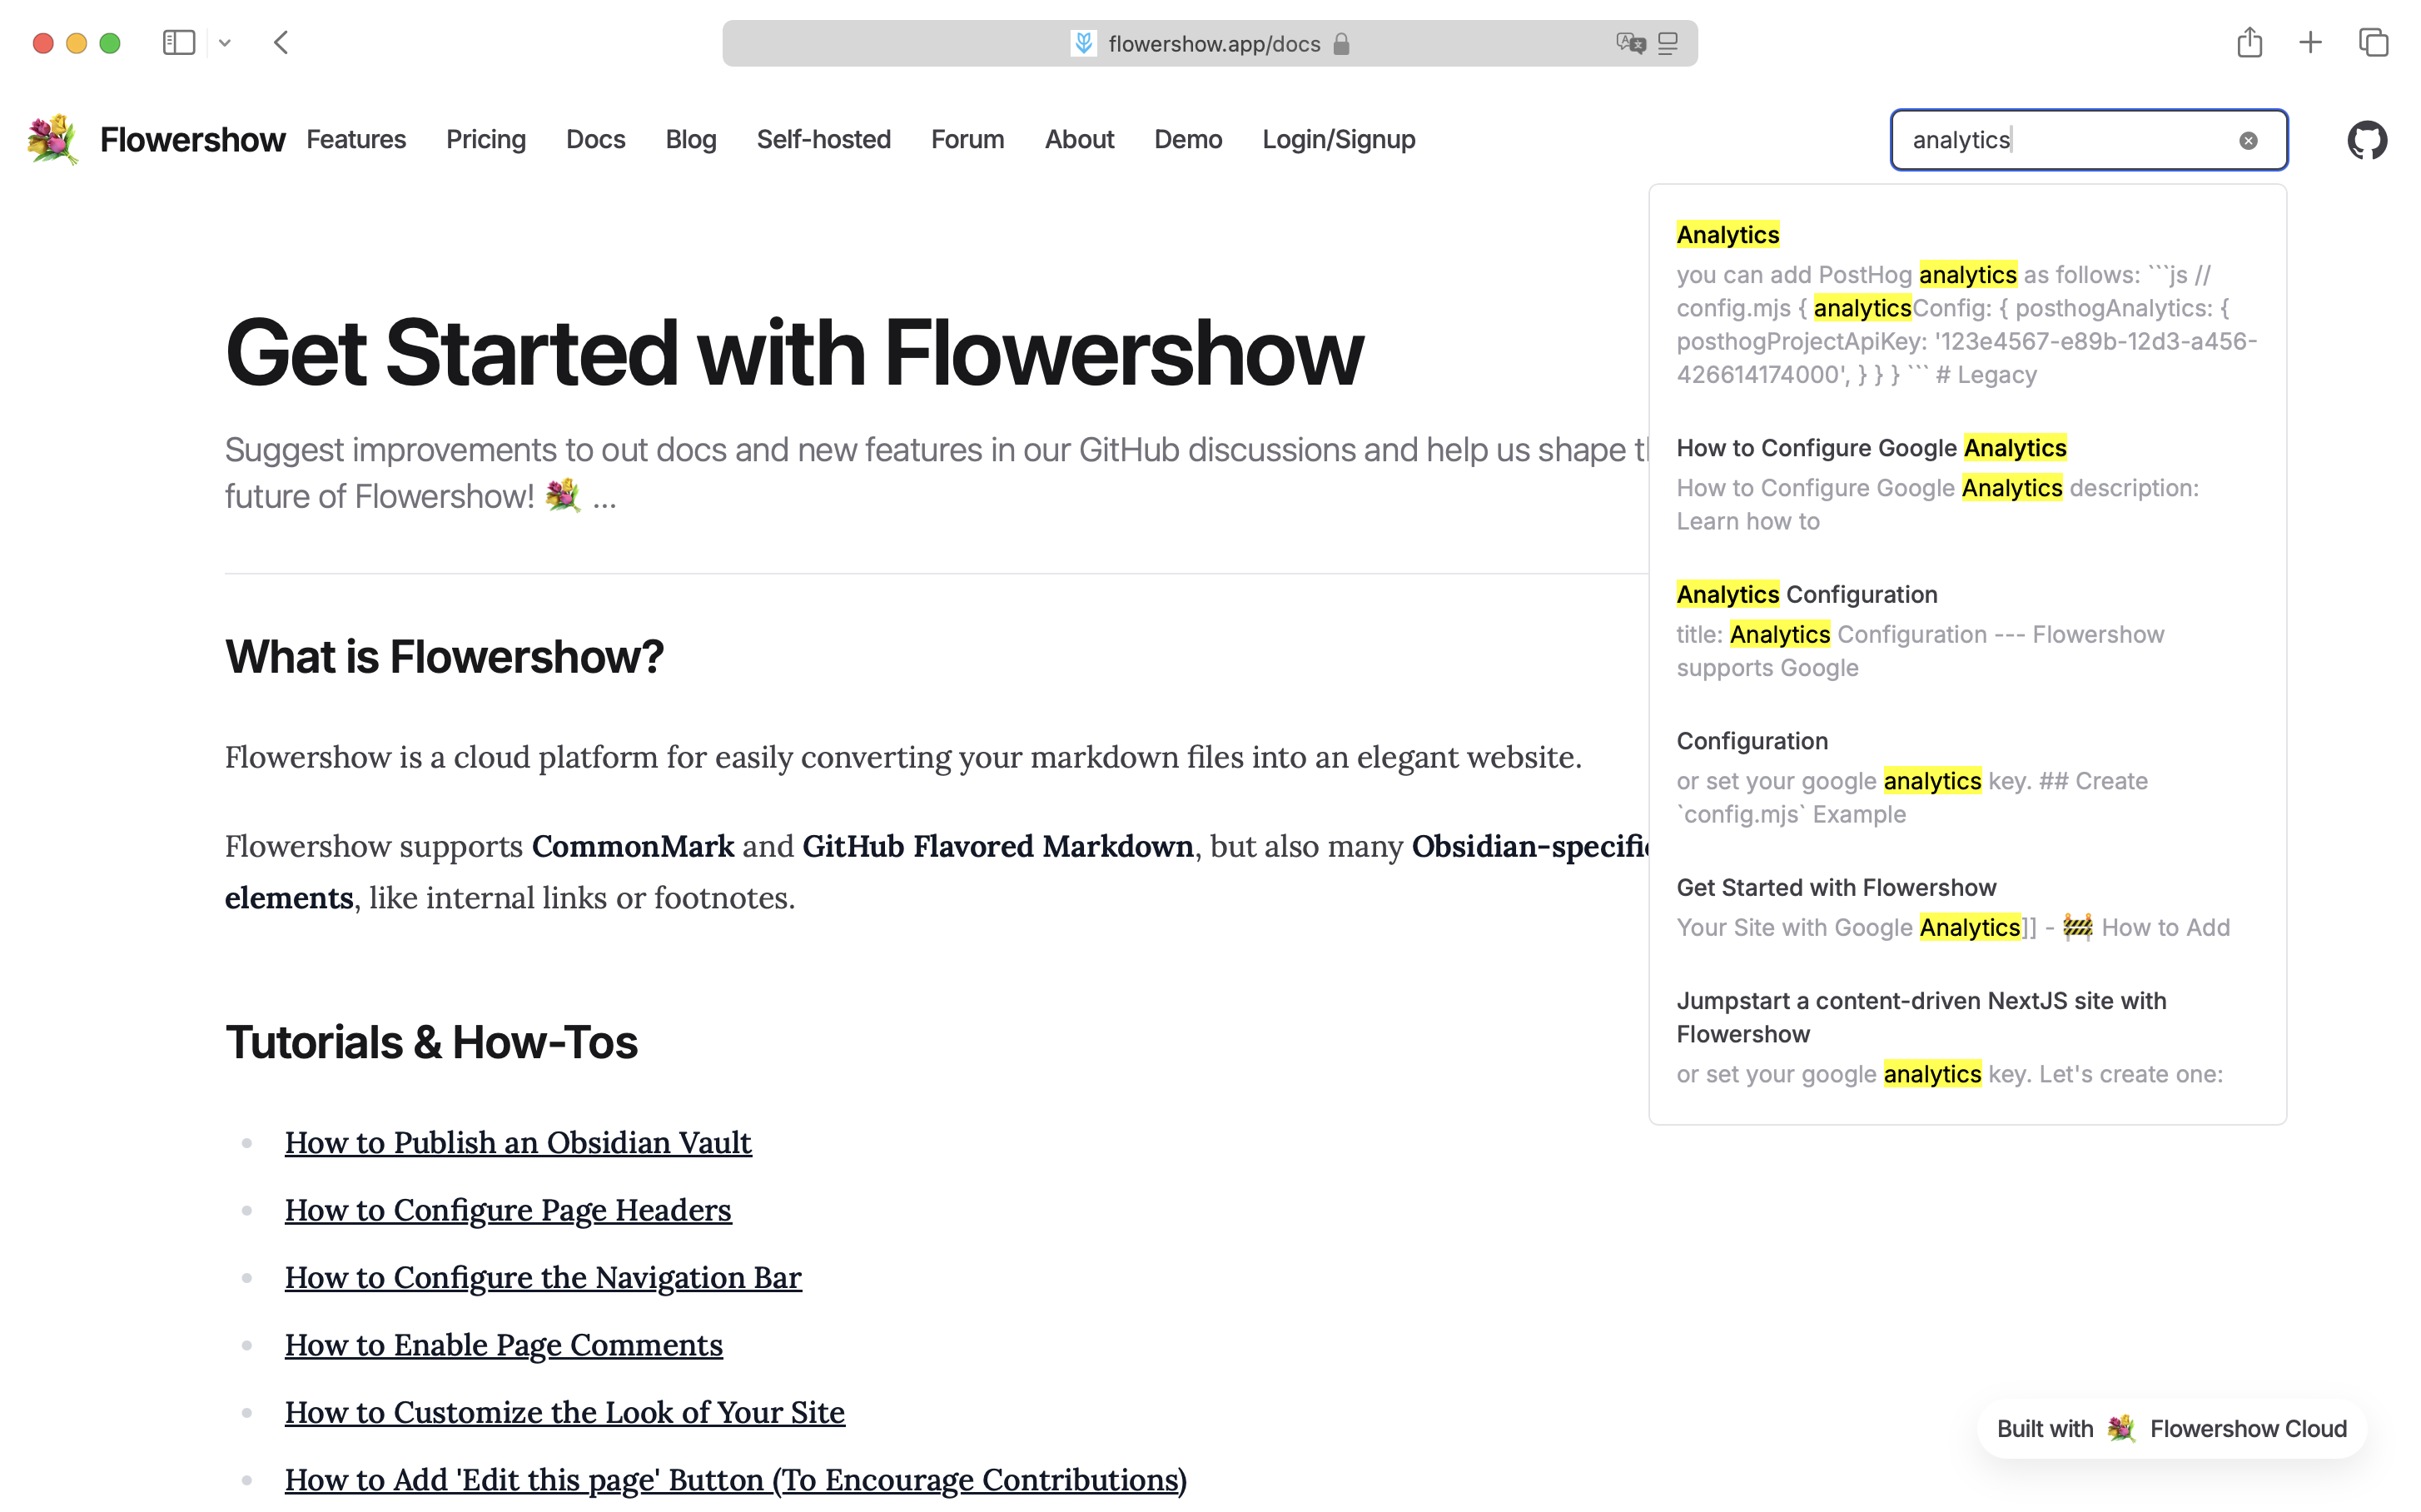 flowershow.app/docs
Flowershow Features Pricing Docs Blog Self-hosted Forum About Demo Login/Signup
analytics
Get Started with Flowershow
Suggest improvements to out docs and new features in our GitHub discussions and help us shape
future of Flowershow! 💐 ...
What is Flowershow?
Flowershow is a cloud platform for easily converting your markdown files into an elegant website.
Flowershow supports CommonMark and GitHub Flavored Markdown, but also many Obsidian-specific
elements, like internal links or footnotes.
Tutorials & How-Tos
How to Publish an Obsidian Vault
How to Configure Page Headers
How to Configure the Navigation Bar
How to Enable Page Comments
How to Customize the Look of Your Site
How to Add 'Edit this page' Button (To Encourage Contributions)
Analytics
you can add PostHog analytics as follows: ```js //
config.mjs { analyticsConfig: { posthogAnalytics: {
posthogProjectApiKey: '123e4567-e89b-12d3-a456-
426614174000', } } } ``` # Legacy
How to Configure Google Analytics
How to Configure Google Analytics description:
Learn how to
Analytics Configuration
title: Analytics Configuration --- Flowershow
supports Google
Configuration
or set your google analytics key. ## Create
`config.mjs` Example
Get Started with Flowershow
Your Site with Google Analytics]] - 🚧 How to Add
Jumpstart a content-driven NextJS site with
Flowershow
or set your google analytics key. Let's create one:
Built with 💐 Flowershow Cloud